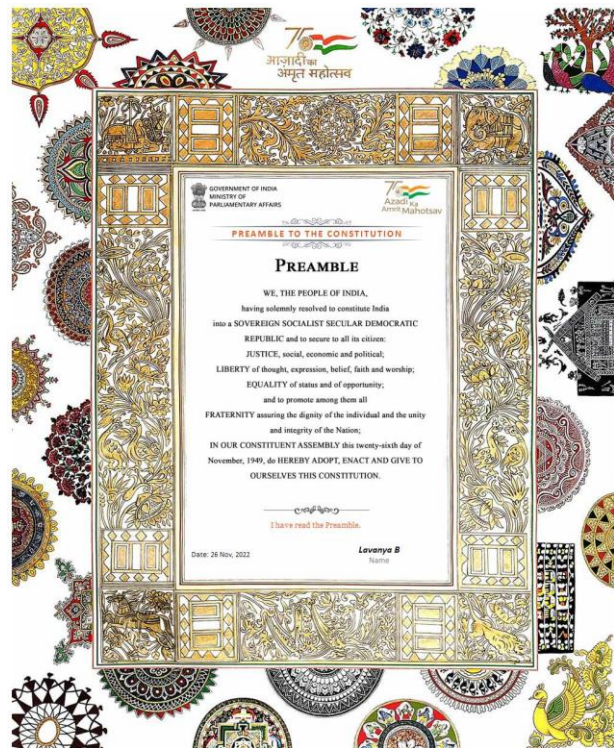 75
आज़ादी का
अमृत महोत्सव
GOVERNMENT OF INDIA
MINISTRY OF
PARLIAMENTARY AFFAIRS
75
Azadi Ka
Amrit Mahotsav
PREAMBLE TO THE CONSTITUTION
PREAMBLE
WE, THE PEOPLE OF INDIA,
having solemnly resolved to constitute India
into a SOVEREIGN SOCIALIST SECULAR DEMOCRATIC
REPUBLIC and to secure to all its citizen:
JUSTICE, social, economic and political;
LIBERTY of thought, expression, belief, faith and worship;
EQUALITY of status and of opportunity;
and to promote among them all
FRATERNITY assuring the dignity of the individual and the unity
and integrity of the Nation;
IN OUR CONSTITUENT ASSEMBLY this twenty-sixth day of
November, 1949, do HEREBY ADOPT, ENACT AND GIVE TO
OURSELVES THIS CONSTITUTION.
I have read the Preamble.
Date: 26 Nov, 2022
Lavanya B
Name